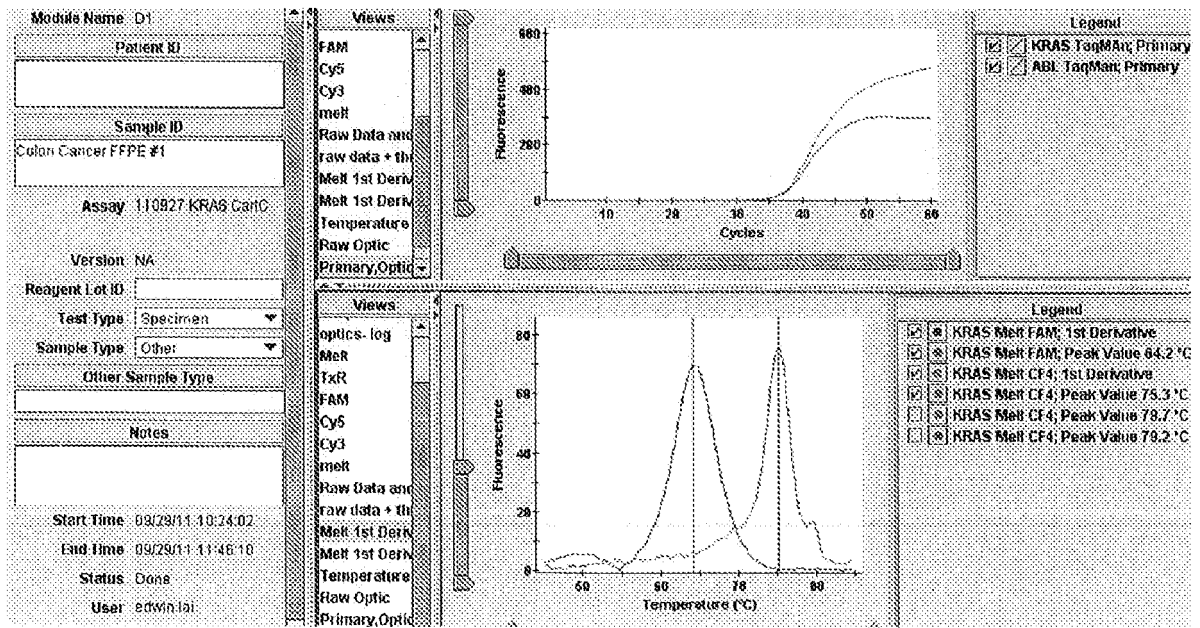 Module Name D1
Patient ID
Sample ID
Colon Cancer FFPE #1
Assay 110927 KRAS CartC
Version NA
Reagent Lot ID
Test Type Specimen
Sample Type Other
Other Sample Type
Notes
Start Time 09/29/11 10:24:02
End Time 09/29/11 11:46:10
Status Done
User edwin.lai
Views
FAM
Cy5
Cy3
melt
Raw Data and
raw data + th
Melt 1st Deriv
Melt 1st Deriv
Temperature
Raw Optic
Primary,Optic
Fluorescence
600
400
200
0
10 20 30 40 50 60
Cycles
Legend
KRAS TaqMAn; Primary
ABL TaqMan; Primary
Views
optics- log
MeR
TxR
FAM
Cy5
Cy3
melt
Raw Data and
raw data + th
Melt 1st Deriv
Melt 1st Deriv
Temperature
Raw Optic
Primary,Optic
Fluorescence
80
60
40
20
0
50 60 70 80
Temperature (°C)
Legend
KRAS Melt FAM; 1st Derivative
KRAS Melt FAM; Peak Value 64.2 °C
KRAS Melt CF4; 1st Derivative
KRAS Melt CF4; Peak Value 75.3 °C
KRAS Melt CF4; Peak Value 78.7 °C
KRAS Melt CF4; Peak Value 79.2 °C